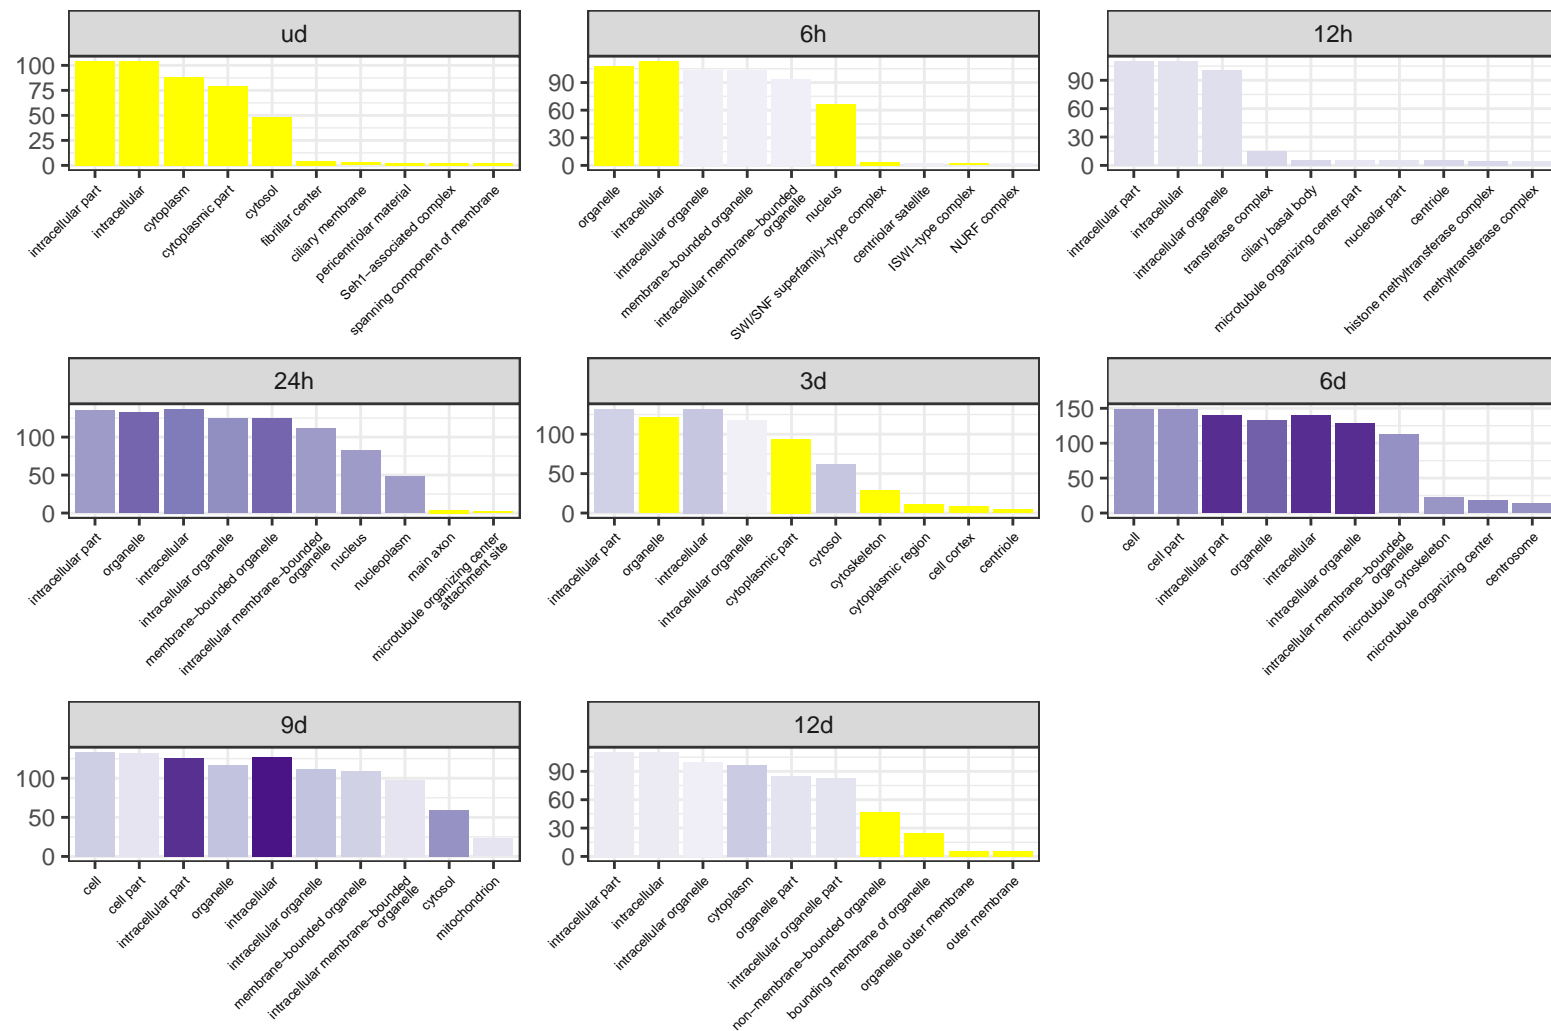 ud
100
75
50
25
0
intracellular part
intracellular
cytoplasm
cytoplasmic part
cytosol
fibrillar center
ciliary membrane
pericentriolar material
Seh1−associated complex
spanning component of membrane
6h
90
60
30
0
organelle
intracellular
intracellular organelle
membrane−bounded organelle
intracellular membrane−bounded
organelle
nucleus
SWI/SNF superfamily−type complex
centriolar satellite
ISWI−type complex
NURF complex
12h
90
60
30
0
intracellular part
intracellular
intracellular organelle
transferase complex
ciliary basal body
microtubule organizing center part
nucleolar part
centriole
histone methyltransferase complex
methyltransferase complex
24h
100
50
0
intracellular part
organelle
intracellular
intracellular organelle
membrane−bounded organelle
intracellular membrane−bounded
organelle
nucleus
nucleoplasm
main axon
microtubule organizing center
attachment site
3d
100
50
0
intracellular part
organelle
intracellular
intracellular organelle
cytoplasmic part
cytosol
cytoskeleton
cytoplasmic region
cell cortex
centriole
6d
150
100
50
0
cell
cell part
intracellular part
organelle
intracellular
intracellular organelle
intracellular membrane−bounded
organelle
microtubule cytoskeleton
microtubule organizing center
centrosome
9d
100
50
0
cell
cell part
intracellular part
organelle
intracellular
intracellular organelle
membrane−bounded organelle
intracellular membrane−bounded
organelle
cytosol
mitochondrion
12d
90
60
30
0
intracellular part
intracellular
intracellular organelle
cytoplasm
organelle part
intracellular organelle part
non−membrane−bounded organelle
bounding membrane of organelle
organelle outer membrane
outer membrane